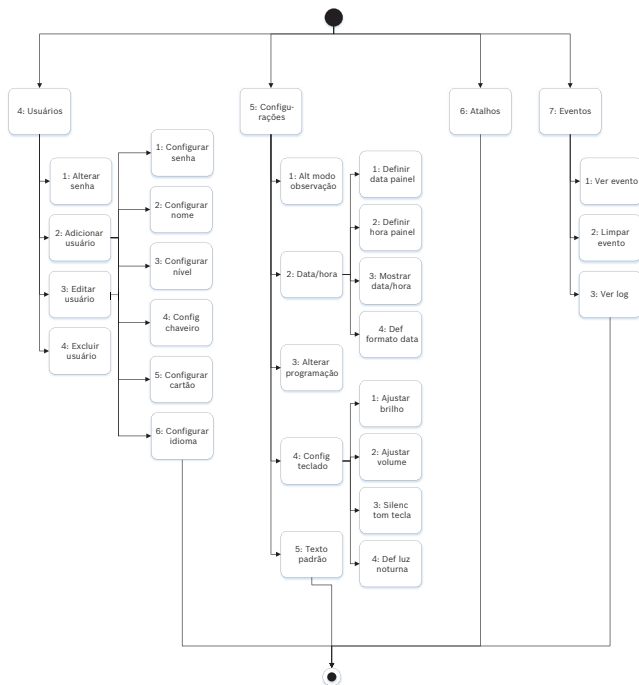 4: Usuários
1: Alterar
senha
2: Adicionar
usuário
3: Editar
usuário
4: Excluir
usuário
1: Configurar
senha
2: Configurar
nome
3: Configurar
nível
4: Config
chaveiro
5: Configurar
cartão
6: Configurar
idioma
5: Configu-
rações
1: Alt modo
observação
2: Data/hora
3: Alterar
programação
4: Config
teclado
5: Texto
padrão
1: Definir
data painel
2: Definir
hora painel
3: Mostrar
data/hora
4: Def
formato data
1: Ajustar
brilho
2: Ajustar
volume
3: Silenc
tom tecla
4: Def luz
noturna
6: Atalhos
7: Eventos
1: Ver evento
2: Limpar
evento
3: Ver log